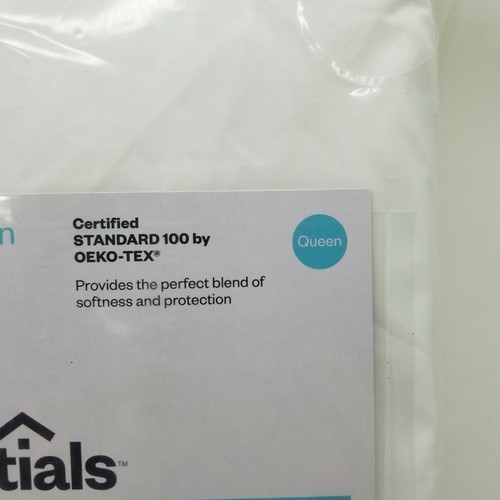 n
Certified
STANDARD 100 by
OEKO-TEX®
Queen
Provides the perfect blend of
softness and protection
tials™